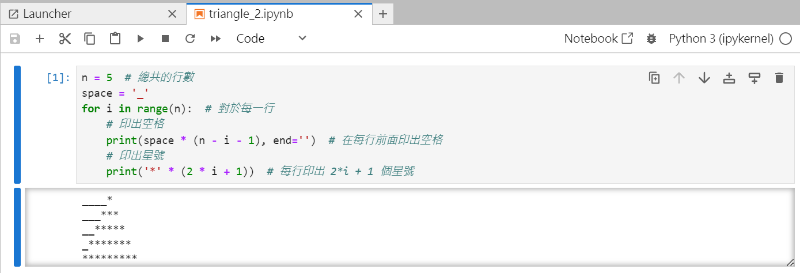 Launcher
triangle_2.ipynb
Code
Notebook
Python 3 (ipykernel)
[1]:
n = 5  # 總共的行數
space = '_'
for i in range(n):  # 對於每一行
    # 印出空格
    print(space * (n - i - 1), end='')  # 在每行前面印出空格
    # 印出星號
    print('*' * (2 * i + 1))  # 每行印出 2*i + 1 個星號
____*
___***
__*****
_*******
*********